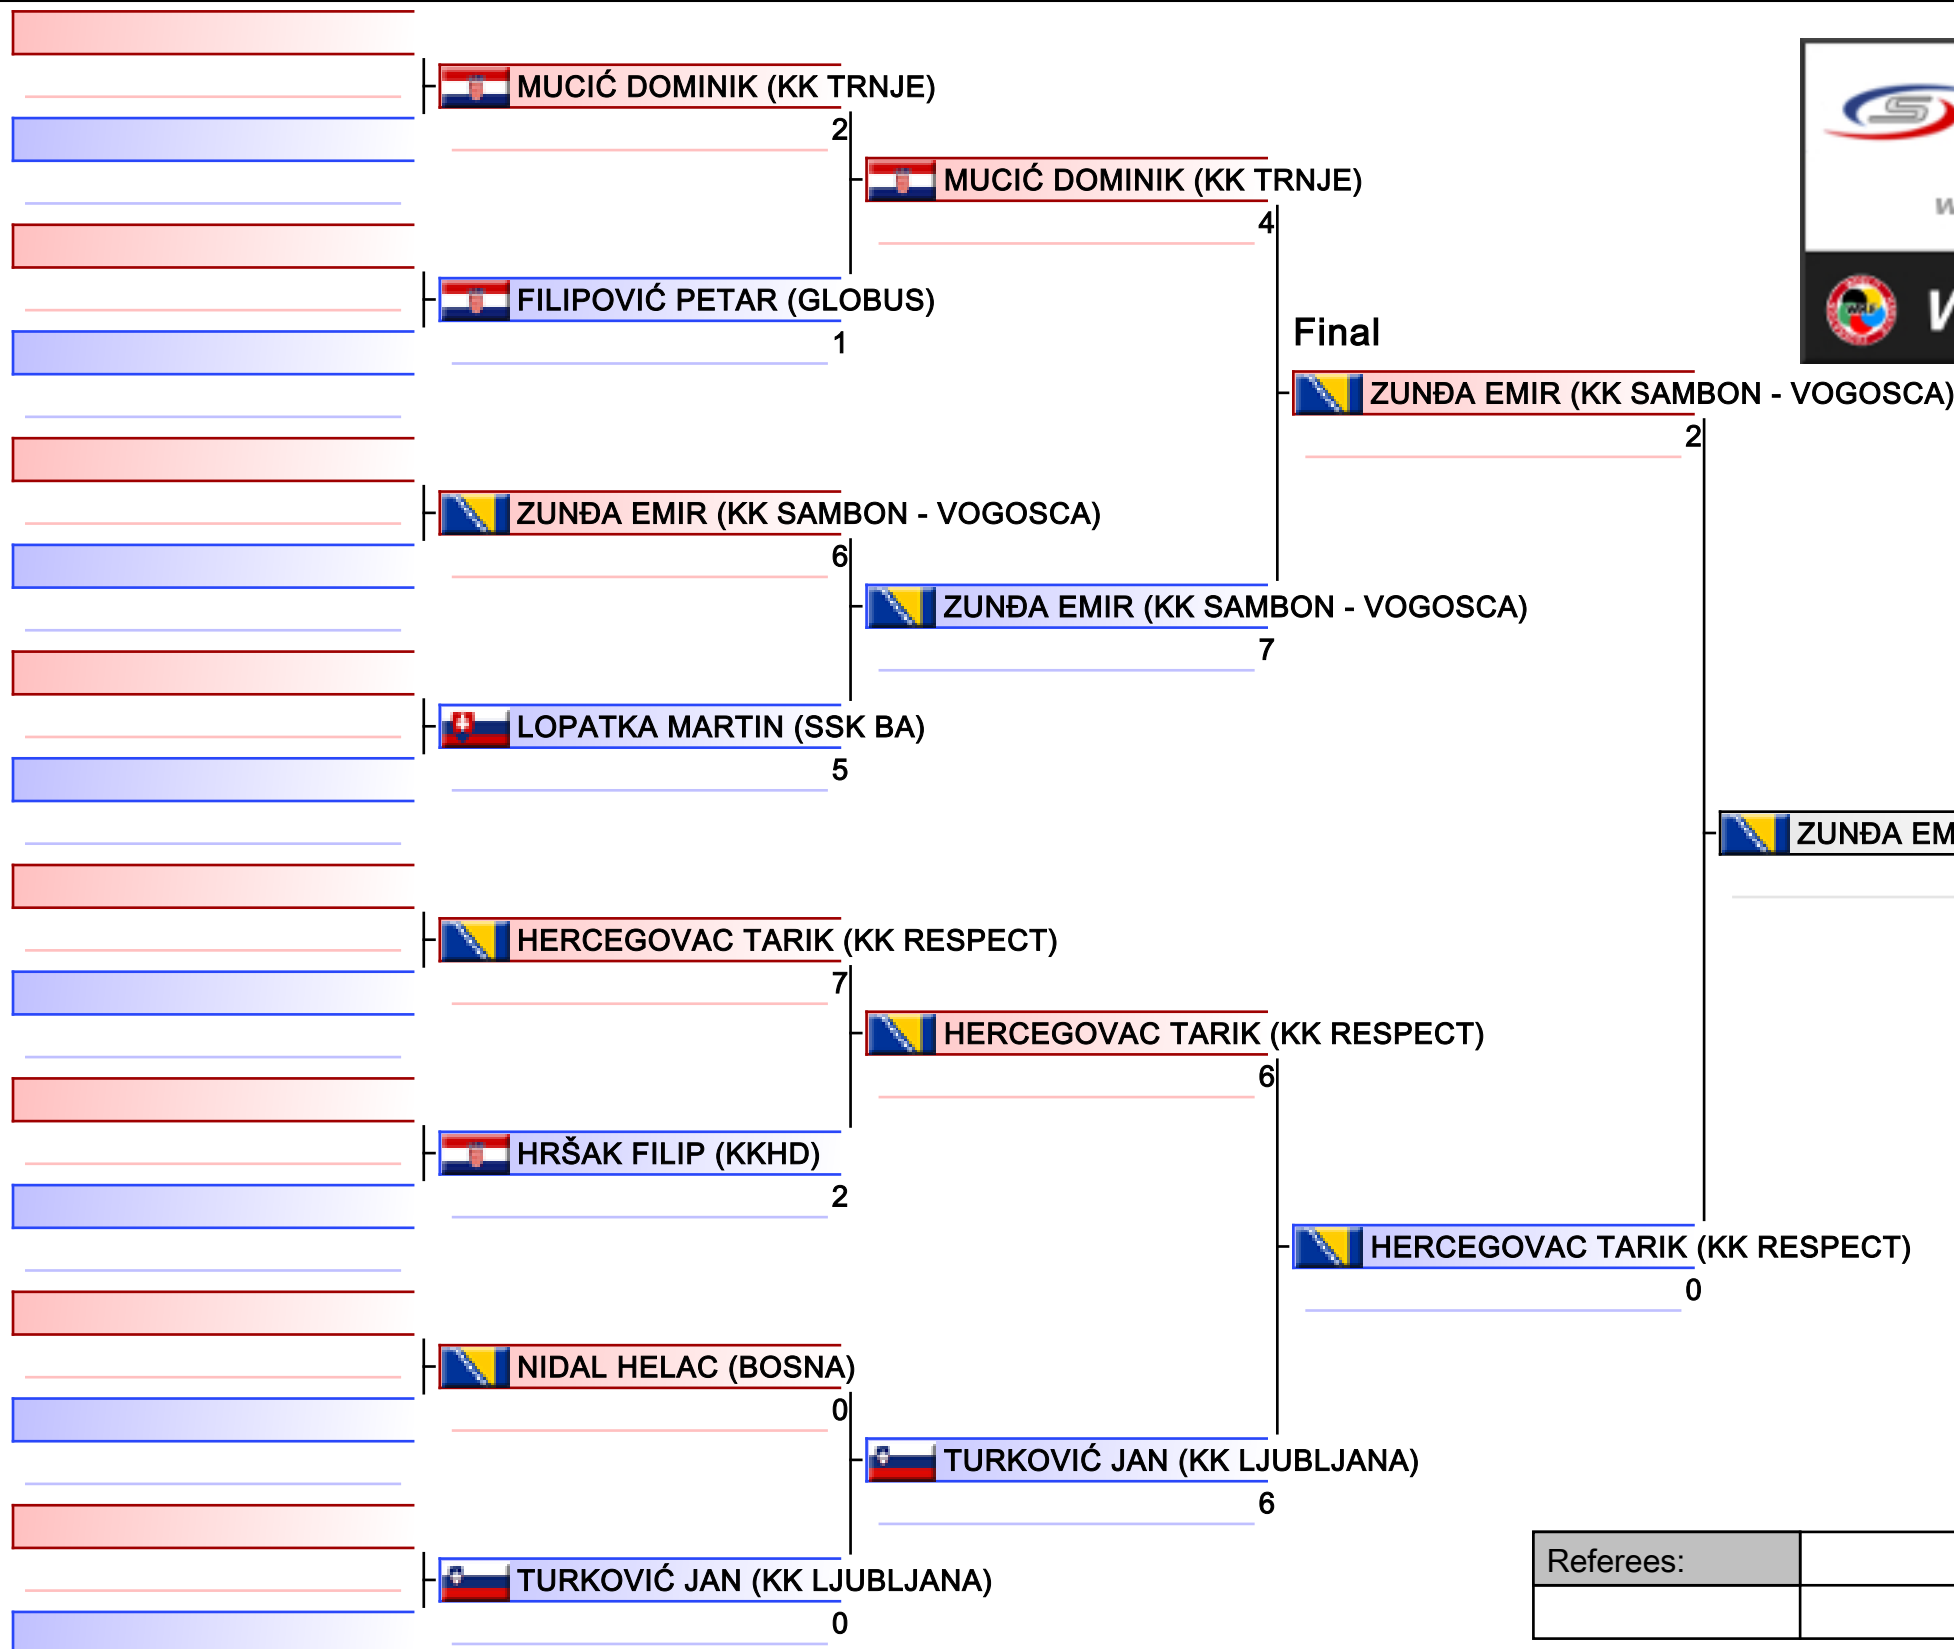 MUCIĆ DOMINIK (KK TRNJE)
2
MUCIĆ DOMINIK (KK TRNJE)
4
FILIPOVIĆ PETAR (GLOBUS)
1
Final
ZUNĐA EMIR (KK SAMBON - VOGOSCA)
2
ZUNĐA EMIR (KK SAMBON - VOGOSCA)
6
ZUNĐA EMIR (KK SAMBON - VOGOSCA)
7
LOPATKA MARTIN (SSK BA)
5
ZUNĐA EM
HERCEGOVAC TARIK (KK RESPECT)
7
HERCEGOVAC TARIK (KK RESPECT)
6
HRŠAK FILIP (KKHD)
2
HERCEGOVAC TARIK (KK RESPECT)
0
NIDAL HELAC (BOSNA)
0
TURKOVIĆ JAN (KK LJUBLJANA)
6
TURKOVIĆ JAN (KK LJUBLJANA)
0
Referees: